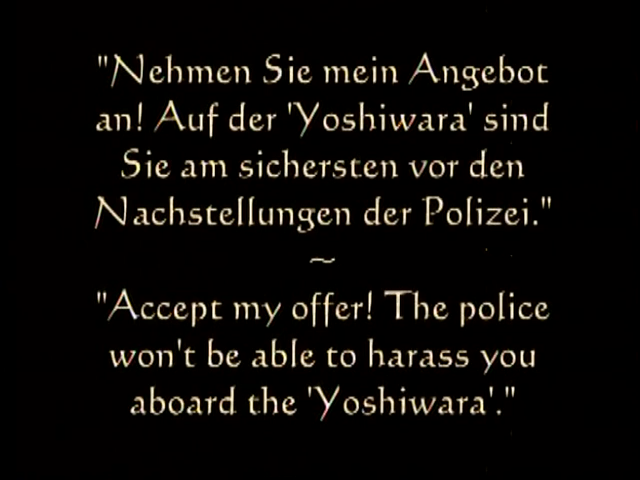 "Nehmen Sie mein Angebot
an! Auf der 'Yoshiwara' sind
Sie am sichersten vor den
Nachstellungen der Polizei."
~
"Accept my offer! The police
won't be able to harass you
aboard the 'Yoshiwara'."